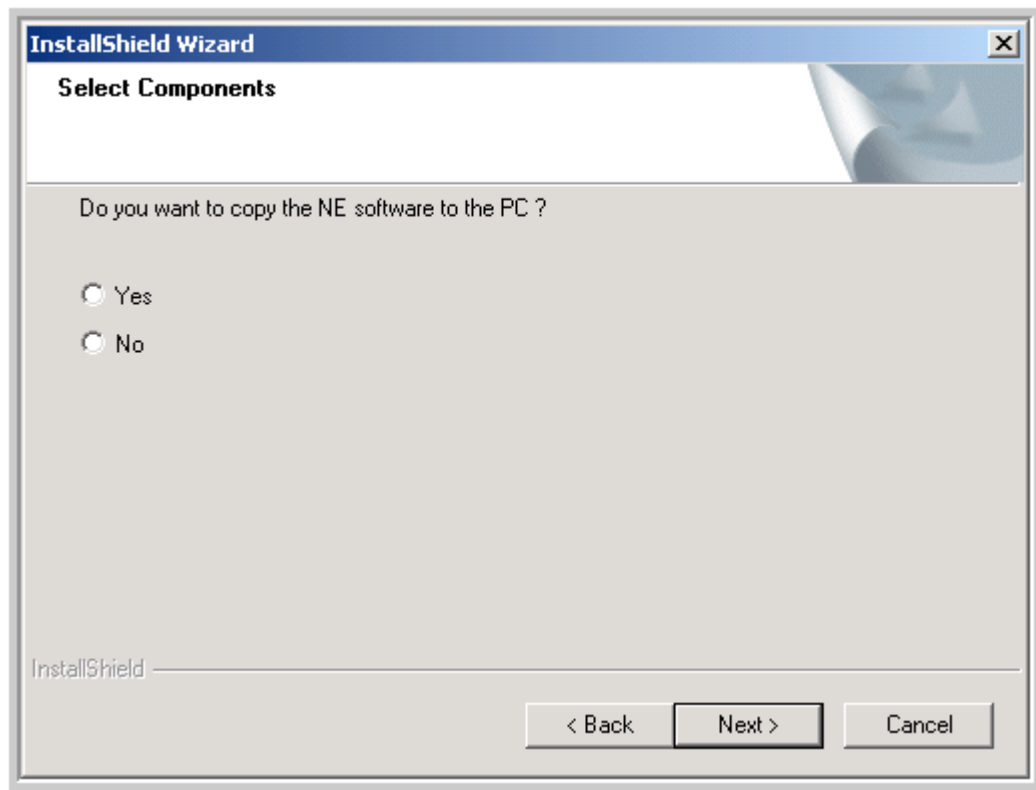 InstallShield Wizard
Select Components
Do you want to copy the NE software to the PC ?
Yes
No
InstallShield
< Back
Next >
Cancel